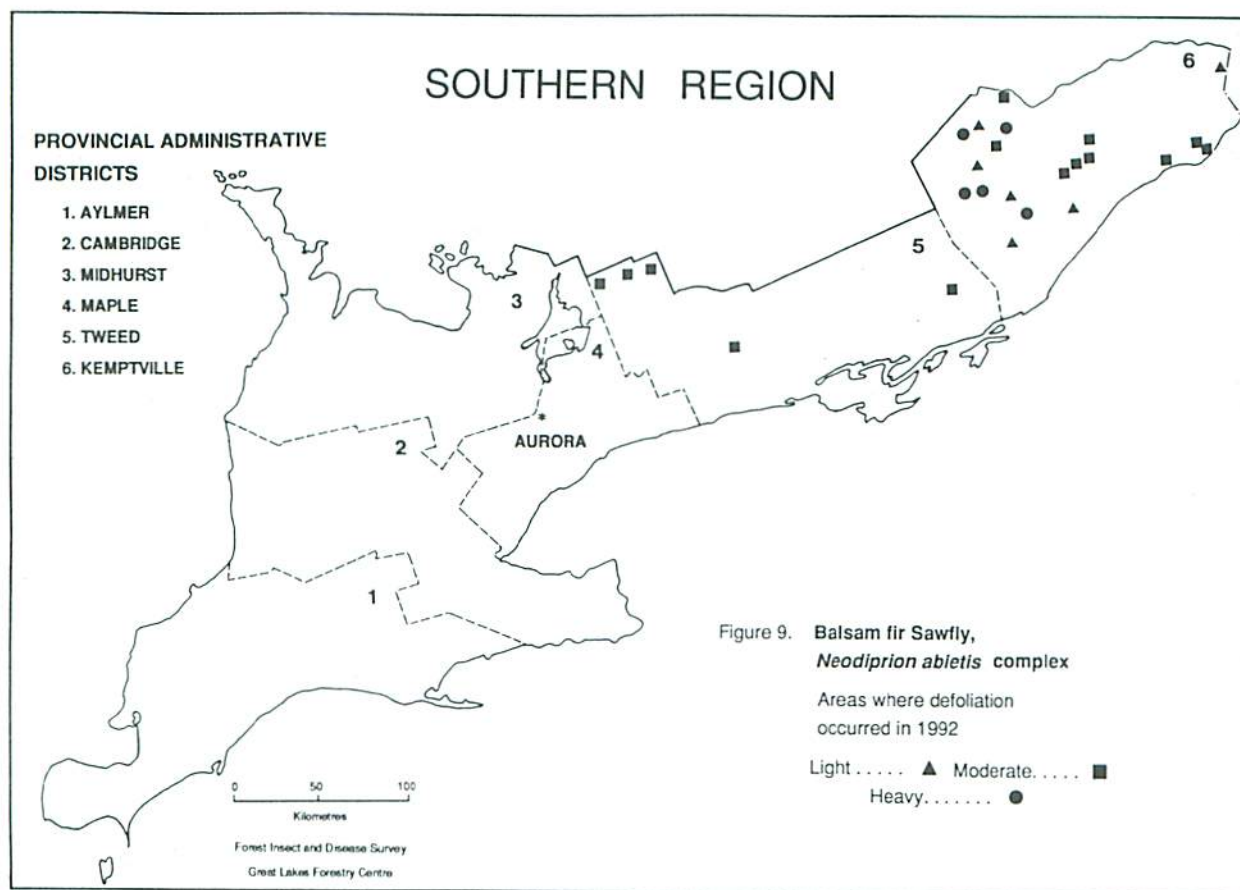 SOUTHERN REGION
PROVINCIAL ADMINISTRATIVE
DISTRICTS
1. AYLMER
2. CAMBRIDGE
3. MIDHURST
4. MAPLE
5. TWEED
6. KEMPTVILLE
6
5
3
4
AURORA
2
1
Figure 9. Balsam fir Sawfly,
Neodiprion abietis complex
Areas where defoliation
occurred in 1992
Light . . . . . ▲ Moderate. . . . . ■
Heavy. . . . . . . ●
0 50 100
Kilometres
Forest Insect and Disease Survey
Great Lakes Forestry Centre